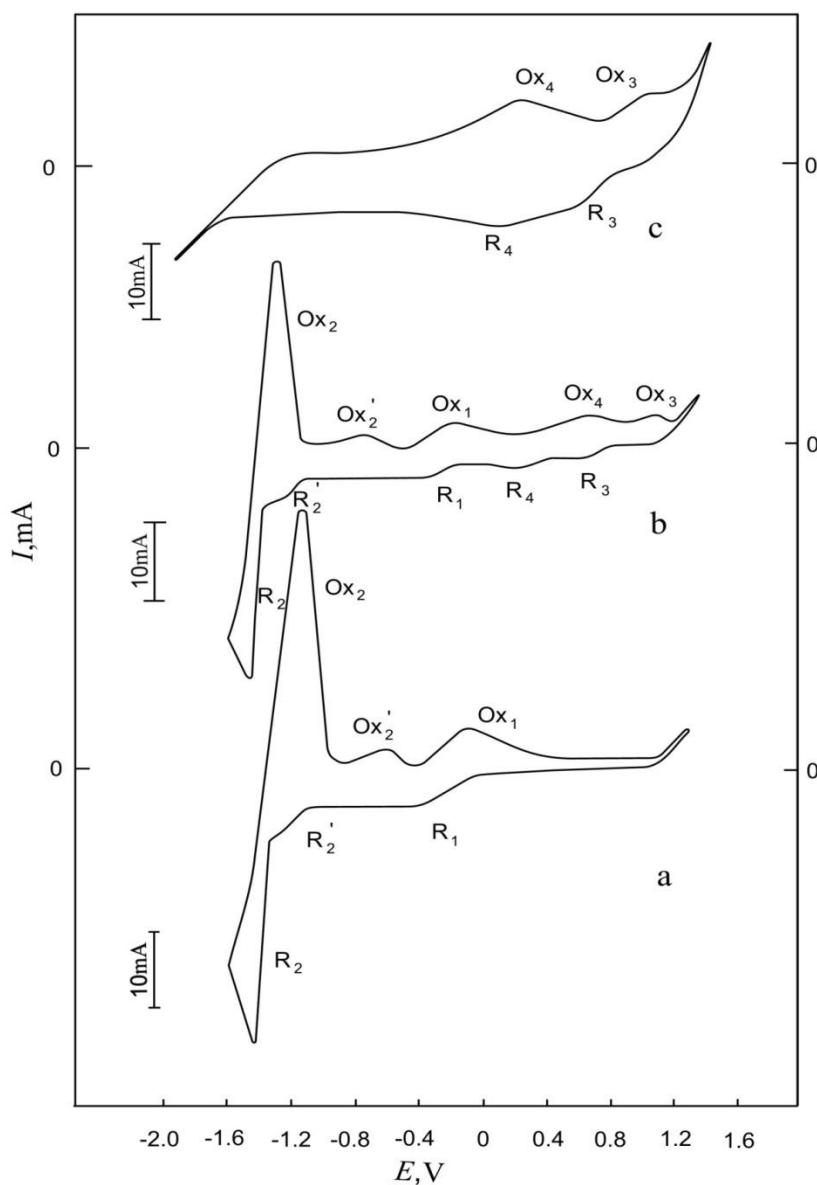 Ox4 Ox3
0 0
R4 R3 c
10mA
Ox2
Ox2' Ox1 Ox4 Ox3
0 0
R2' R1 R4 R3
b
I,mA
10mA
R2 Ox2
Ox2' Ox1
0 0
R2' R1
a
10mA
R2
-2.0 -1.6 -1.2 -0.8 -0.4 0 0.4 0.8 1.2 1.6
E,V